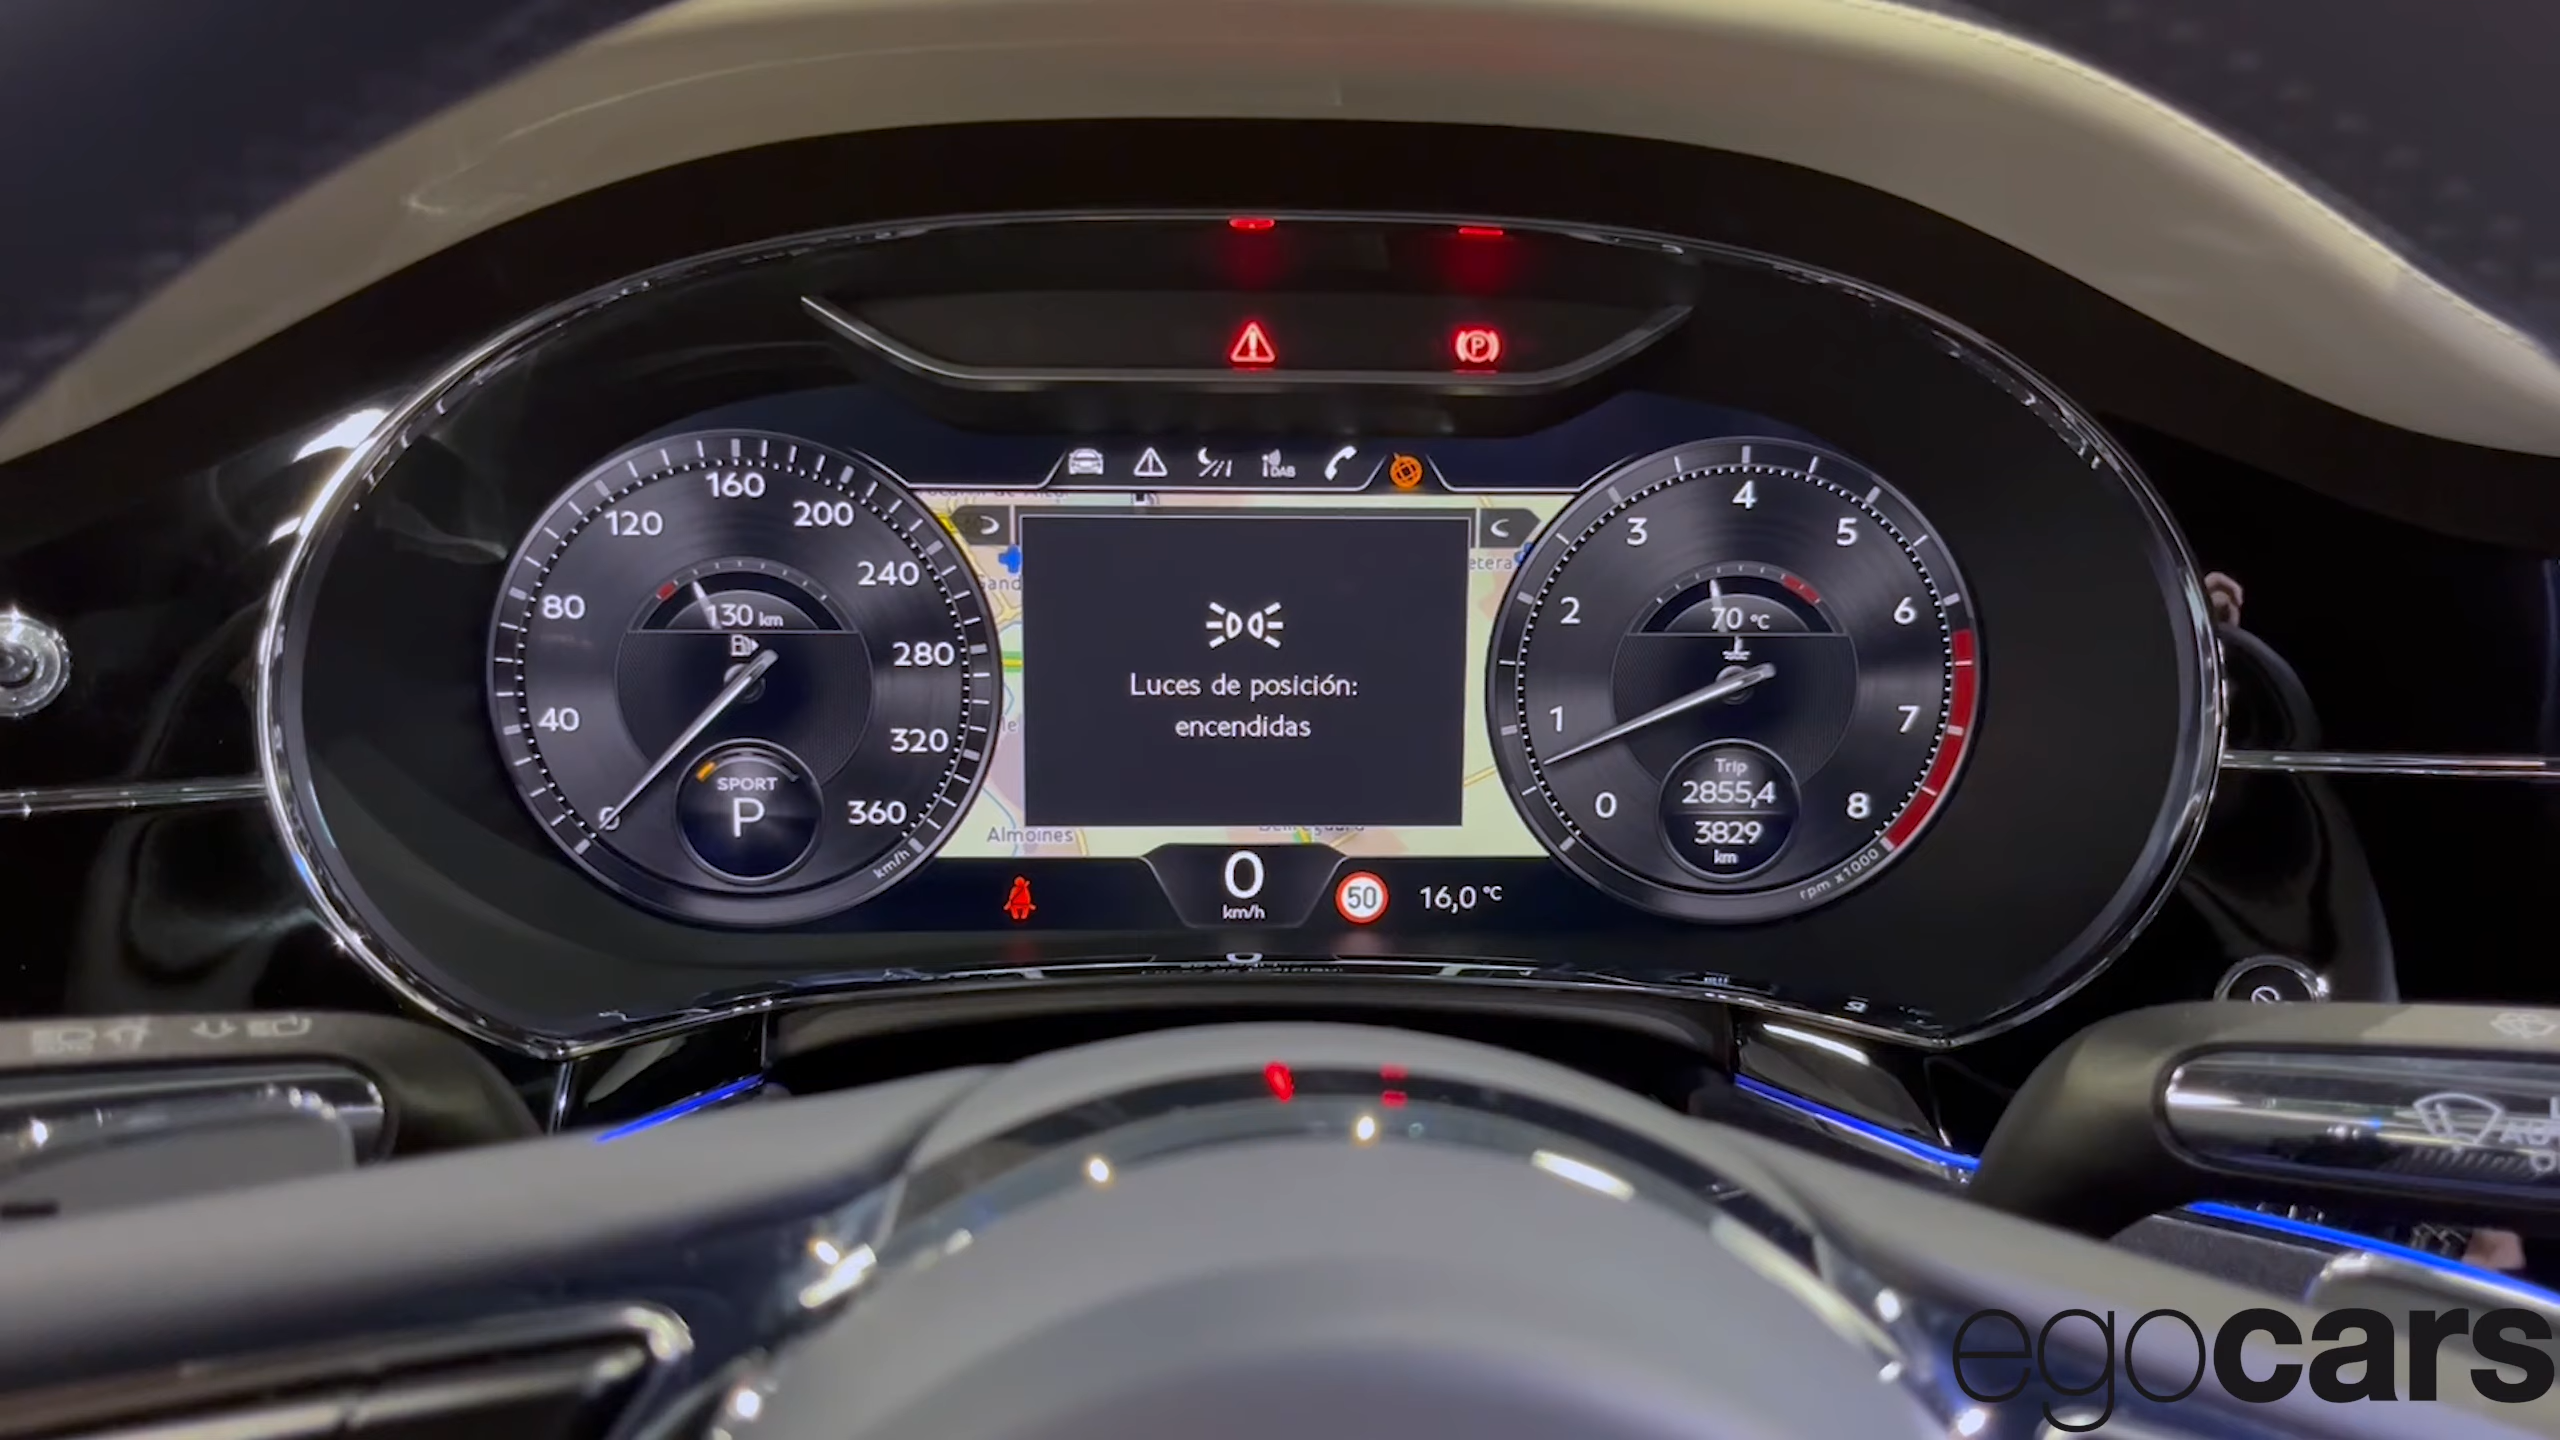 DAB
160
120
200
80
240
40
280
0
320
360
km/h
130 km
SPORT
P
Almoines
Luces de posición:
encendidas
0
km/h
50
16,0 °C
4
3
5
2
6
1
7
0
8
rpm x1000
70 °C
Trip
2855,4
3829
km
egocars